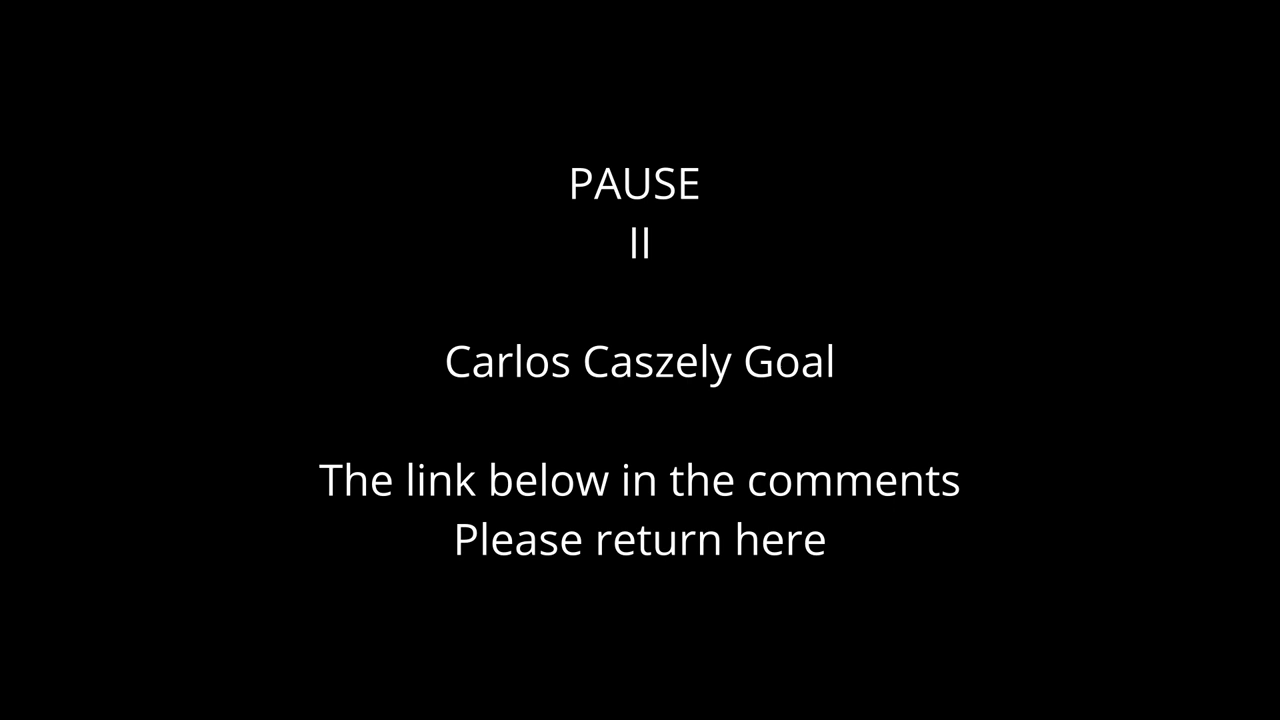 PAUSE
II
Carlos Caszely Goal
The link below in the comments
Please return here